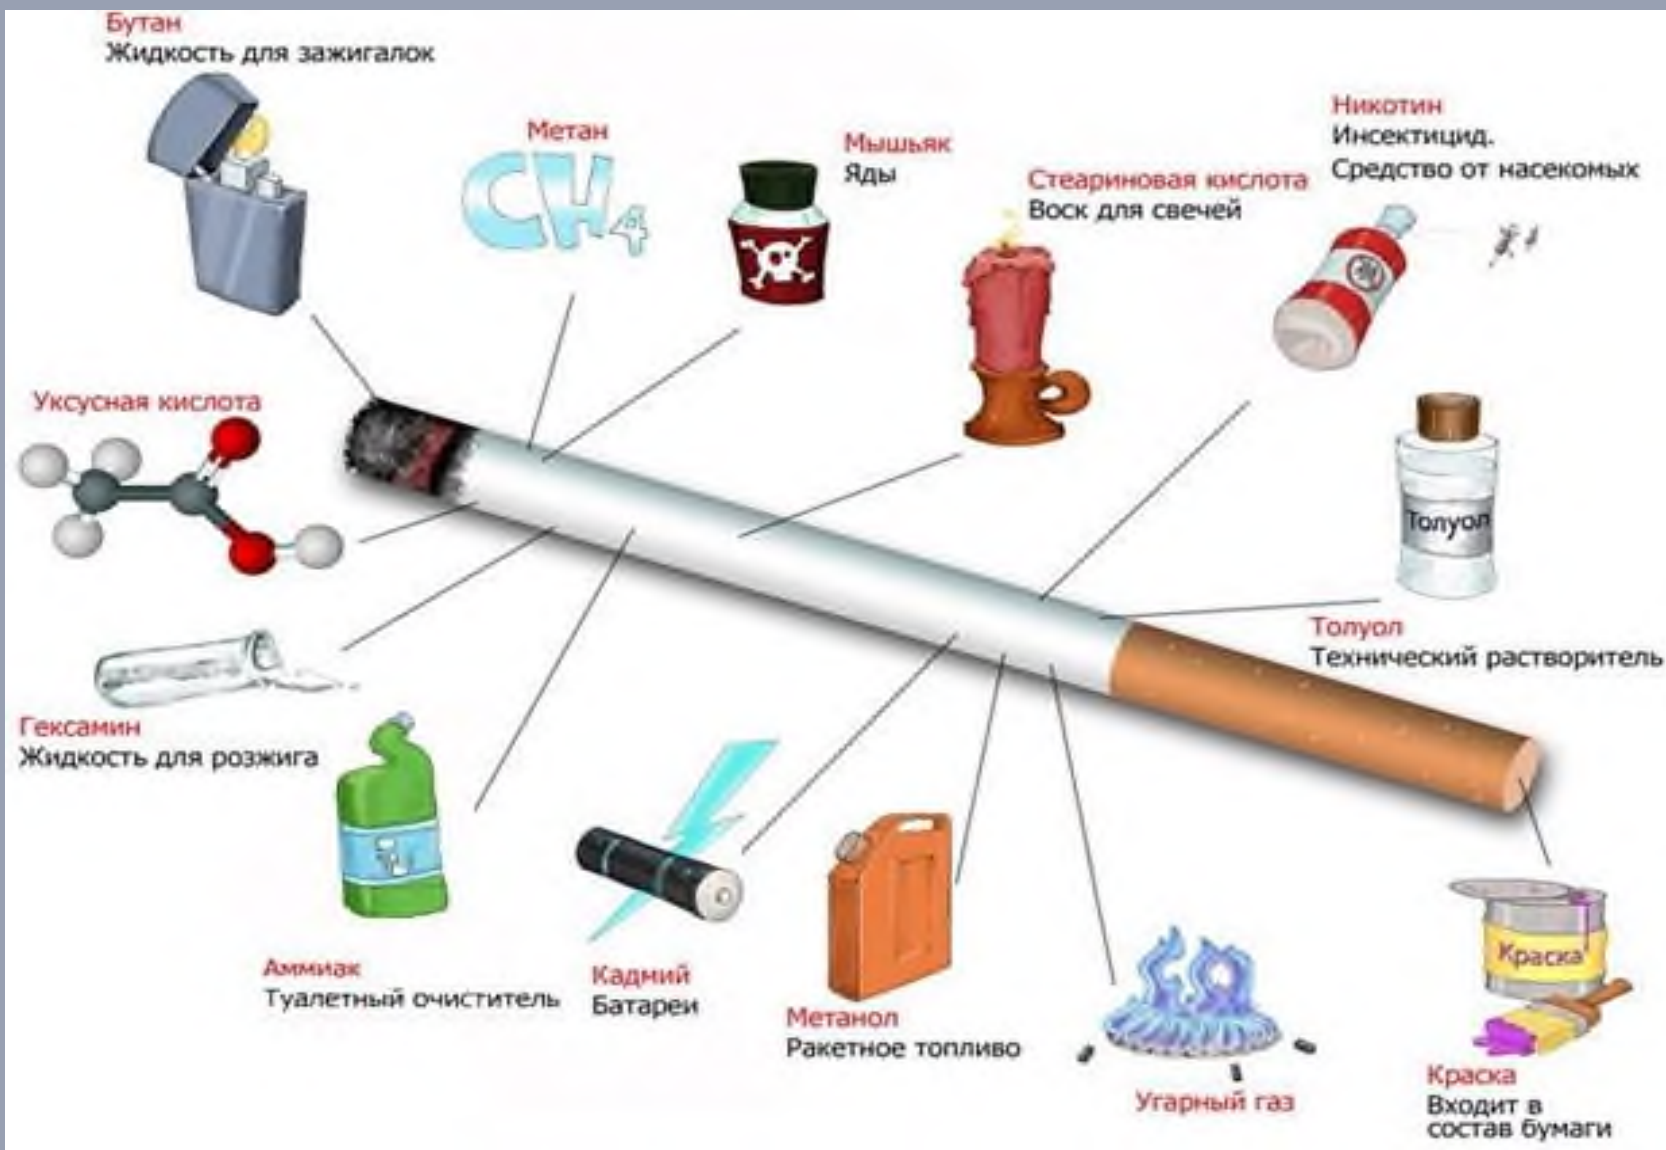 Бутан
Жидкость для зажигалок
Метан
CH4
Мышьяк
Яды
Стеариновая кислота
Воск для свечей
Никотин
Инсектицид.
Средство от насекомых
Уксусная кислота
Толуол
Толуол
Технический растворитель
Гексамин
Жидкость для розжига
Аммиак
Туалетный очиститель
Кадмий
Батареи
Метанол
Ракетное топливо
Угарный газ
Краска
Краска
Входит в
состав бумаги